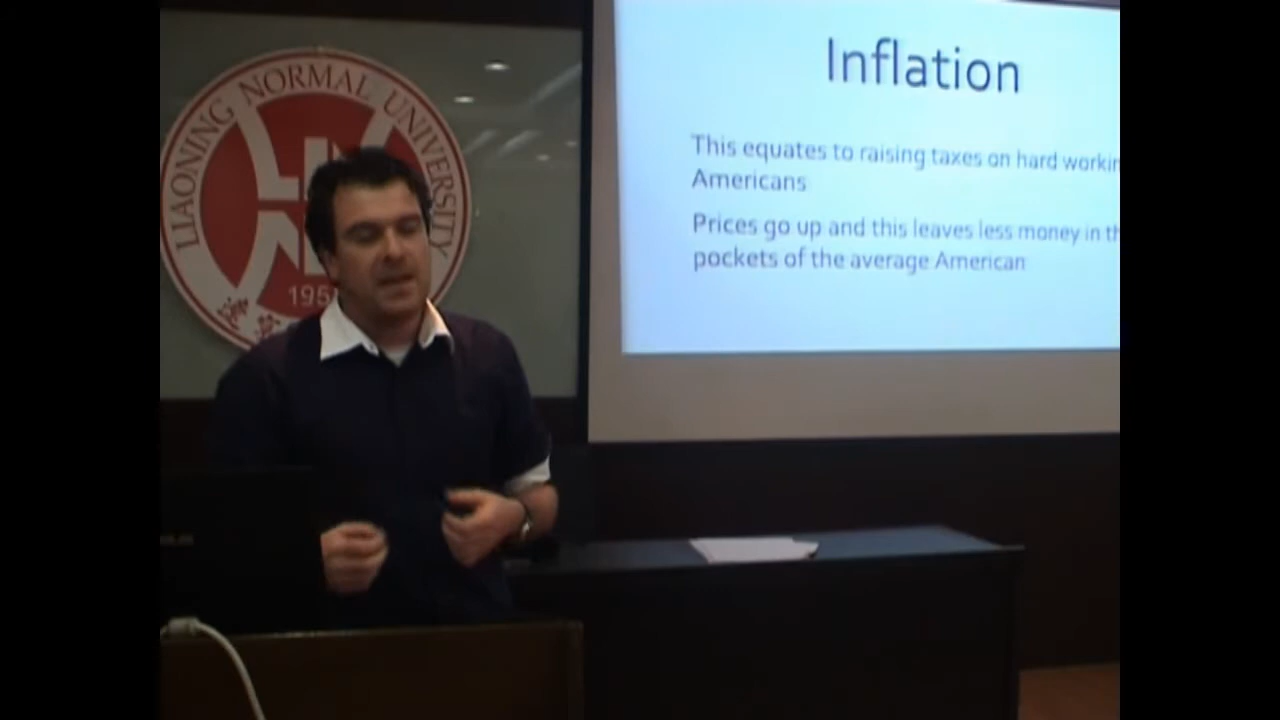 LIAONING NORMAL UNIVERSITY
195
Inflation
This equates to raising taxes on hard workin
Americans
Prices go up and this leaves less money in th
pockets of the average American